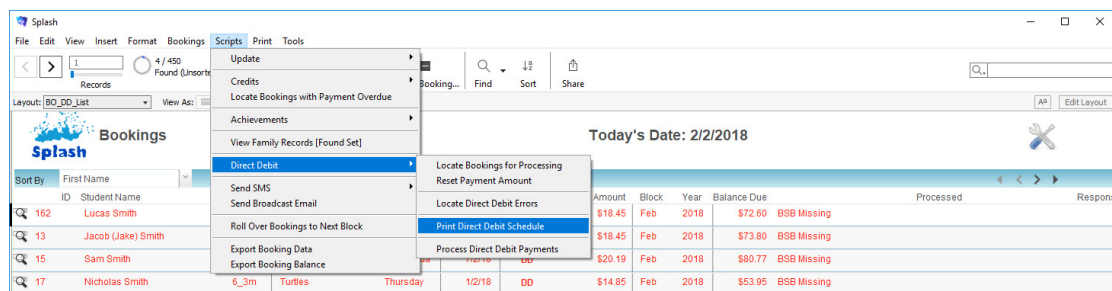 Splash
File Edit View Insert Format Bookings Scripts Print Tools
1
4 / 450
Found (Unsorte
Records
Booking...
Find
Sort
Share
Layout: BO_DD_List
View As:
Aa
Edit Layout
Update
Credits
Locate Bookings with Payment Overdue
Achievements
View Family Records [Found Set]
Direct Debit
Send SMS
Send Broadcast Email
Roll Over Bookings to Next Block
Export Booking Data
Export Booking Balance
Locate Bookings for Processing
Reset Payment Amount
Locate Direct Debit Errors
Print Direct Debit Schedule
Process Direct Debit Payments
Splash
Bookings
Today's Date: 2/2/2018
Sort By First Name
ID Student Name Amount Block Year Balance Due Processed Respon
162 Lucas Smith $18.45 Feb 2018 $72.60 BSB Missing
13 Jacob (Jake) Smith $18.45 Feb 2018 $73.80 BSB Missing
15 Sam Smith DD $20.19 Feb 2018 $80.77 BSB Missing
17 Nicholas Smith 6_3m Turtles Thursday 1/2/18 DD $14.85 Feb 2018 $53.95 BSB Missing